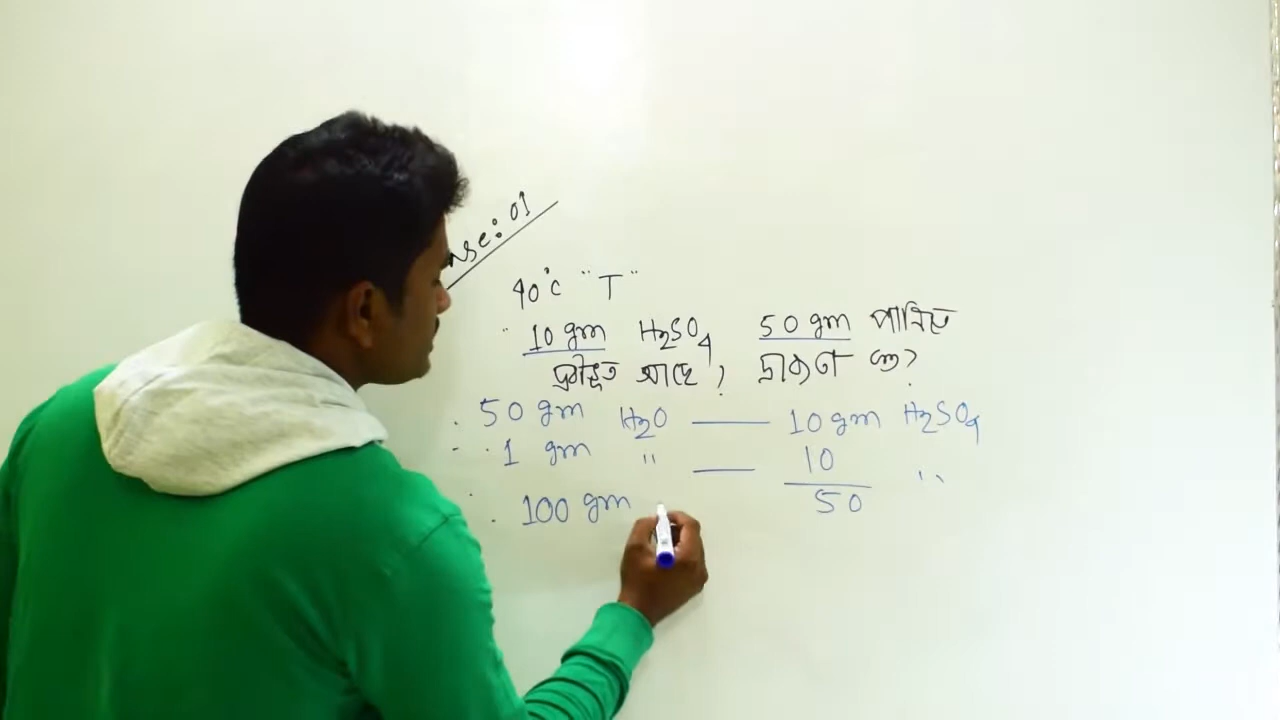 nse: 01
40°C "T"
" 10 gm H₂SO₄ 50 gm পানিতে
দ্রবীভূত আছে, দ্রাব্যতা কত?
50 gm H₂O — 10 gm H₂SO₄
1 gm " — 10
50 "
100 gm